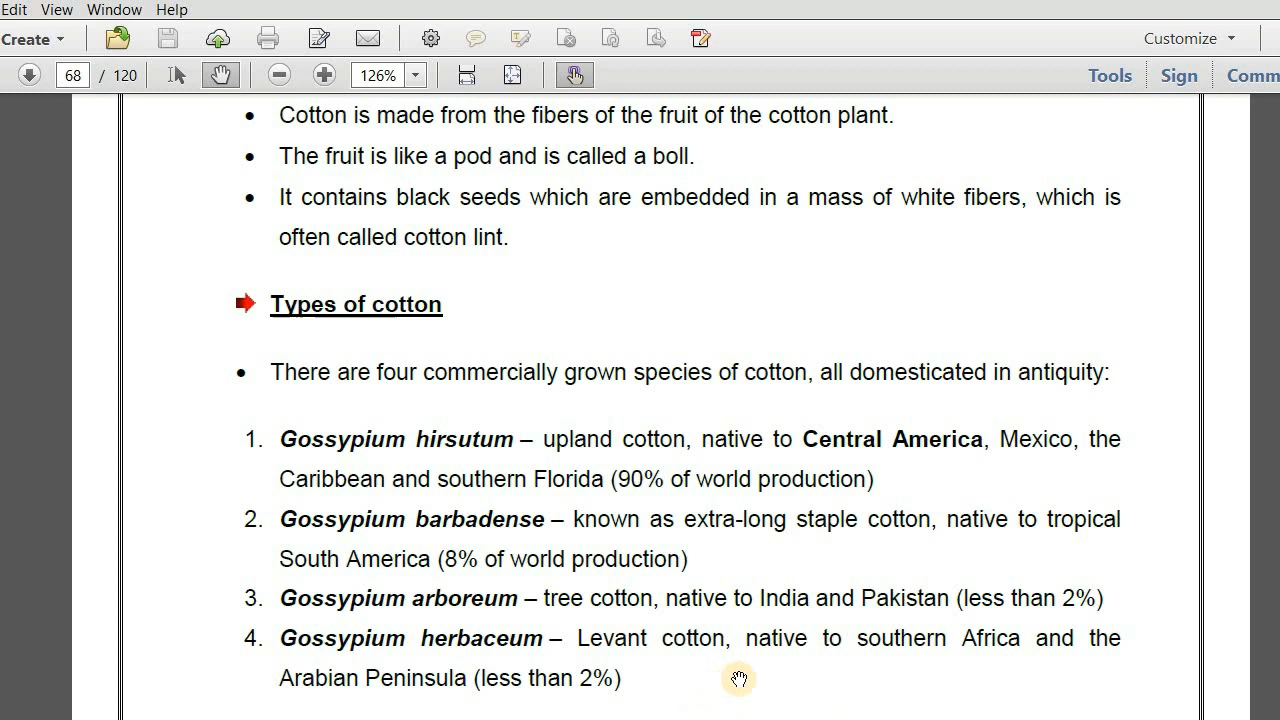 Edit View Window Help
Create Customize
68 / 120 126% Tools Sign Comm
• Cotton is made from the fibers of the fruit of the cotton plant.
• The fruit is like a pod and is called a boll.
• It contains black seeds which are embedded in a mass of white fibers, which is
often called cotton lint.
Types of cotton
• There are four commercially grown species of cotton, all domesticated in antiquity:
1. Gossypium hirsutum – upland cotton, native to Central America, Mexico, the
Caribbean and southern Florida (90% of world production)
2. Gossypium barbadense – known as extra-long staple cotton, native to tropical
South America (8% of world production)
3. Gossypium arboreum – tree cotton, native to India and Pakistan (less than 2%)
4. Gossypium herbaceum – Levant cotton, native to southern Africa and the
Arabian Peninsula (less than 2%)